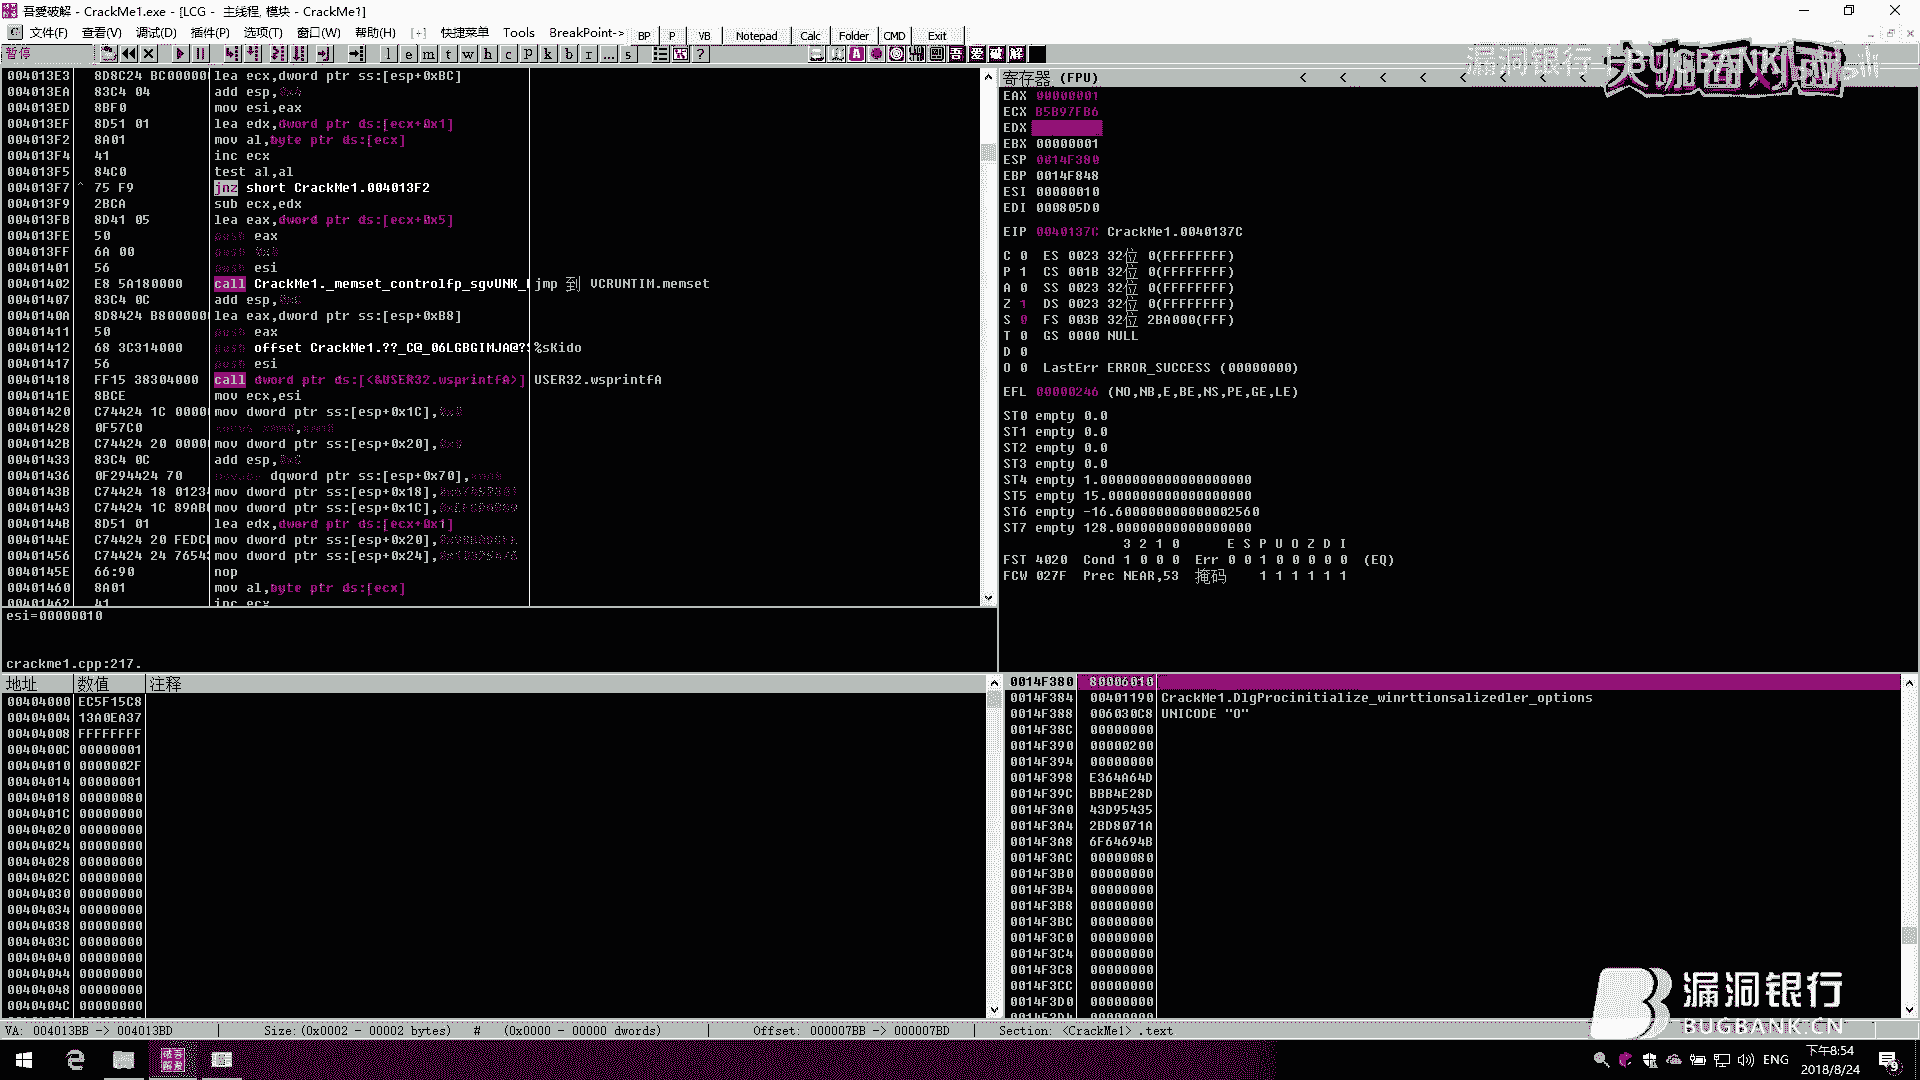 吾愛破解 - CrackMe1.exe - [LCG - 主线程, 模块 - CrackMe1]
文件(F) 查看(V) 调试(D) 插件(P) 选项(T) 窗口(W) 帮助(H) [+] 快捷菜单 Tools BreakPoint-> BP P VB Notepad Calc Folder CMD Exit
暂停 l e m t w h c P k b r ... s ? 吾 爱 破 解
漏洞银行 BUGBANK
004013E3 8D8C24 BC00000 lea ecx,dword ptr ss:[esp+0xBC]
004013EA 83C4 04 add esp,
004013ED 8BF0 mov esi,eax
004013EF 8D51 01 lea edx,dword ptr ds:[ecx+0x1]
004013F2 8A01 mov al,byte ptr ds:[ecx]
004013F4 41 inc ecx
004013F5 84C0 test al,al
004013F7 ^ 75 F9 jnz short CrackMe1.004013F2
004013F9 2BCA sub ecx,edx
004013FB 8D41 05 lea eax,dword ptr ds:[ecx+0x5]
004013FE 50 push eax
004013FF 6A 00 push
00401401 56 push esi
00401402 E8 5A180000 call CrackMe1._memset_controlfp_sgvUNK_ jmp 到 VCRUNTIM.memset
00401407 83C4 0C add esp,
0040140A 8D8424 B800000 lea eax,dword ptr ss:[esp+0xB8]
00401411 50 push eax
00401412 68 3C314000 push offset CrackMe1.??_C@_06LGBGIMJA@? %sKido
00401417 56 push esi
00401418 FF15 38304000 call dword ptr ds:[<&USER32.wsprintfA>] USER32.wsprintfA
0040141E 8BCE mov ecx,esi
00401420 C74424 1C 0000 mov dword ptr ss:[esp+0x1C],
00401428 0F57C0
0040142B C74424 20 0000 mov dword ptr ss:[esp+0x20],
00401433 83C4 0C add esp,
00401436 0F294424 70 dqword ptr ss:[esp+0x70],
0040143B C74424 18 0123 mov dword ptr ss:[esp+0x18],
00401443 C74424 1C 89AB mov dword ptr ss:[esp+0x1C],
0040144B 8D51 01 lea edx,dword ptr ds:[ecx+0x1]
0040144E C74424 20 FEDC mov dword ptr ss:[esp+0x20],
00401456 C74424 24 7654 mov dword ptr ss:[esp+0x24],
0040145E 66:90 nop
00401460 8A01 mov al,byte ptr ds:[ecx]
00401462 41 inc ecx
esi=00000010
crackme1.cpp:217.
寄存器 (FPU) < < < < < < <
EAX 00000001
ECX B5B97FB6
EDX
EBX 00000001
ESP 0014F380
EBP 0014F848
ESI 00000010
EDI 000805D0
EIP 0040137C CrackMe1.0040137C
C 0 ES 0023 32位 0(FFFFFFFF)
P 1 CS 001B 32位 0(FFFFFFFF)
A 0 SS 0023 32位 0(FFFFFFFF)
Z 1 DS 0023 32位 0(FFFFFFFF)
S 0 FS 003B 32位 2BA000(FFF)
T 0 GS 0000 NULL
D 0
O 0 LastErr ERROR_SUCCESS (00000000)
EFL 00000246 (NO,NB,E,BE,NS,PE,GE,LE)
ST0 empty 0.0
ST1 empty 0.0
ST2 empty 0.0
ST3 empty 0.0
ST4 empty 1.0000000000000000000
ST5 empty 15.000000000000000000
ST6 empty -16.600000000000002560
ST7 empty 128.00000000000000000
3 2 1 0 E S P U O Z D I
FST 4020 Cond 1 0 0 0 Err 0 0 1 0 0 0 0 0 (EQ)
FCW 027F Prec NEAR,53 掩码 1 1 1 1 1 1
地址 数值 注释
00404000 EC5F15C8
00404004 13A0EA37
00404008 FFFFFFFF
0040400C 00000001
00404010 0000002F
00404014 00000001
00404018 00000080
0040401C 00000000
00404020 00000000
00404024 00000000
00404028 00000000
0040402C 00000000
00404030 00000000
00404034 00000000
00404038 00000000
0040403C 00000000
00404040 00000000
00404044 00000000
00404048 00000000
0040404C 00000000
0014F380 80006010
0014F384 00401190 CrackMe1.DlgProcinitialize_winrttionsalizedler_options
0014F388 006030C8 UNICODE "O"
0014F38C 00000000
0014F390 00000200
0014F394 00000000
0014F398 E364A64D
0014F39C BBB4E28D
0014F3A0 43D95435
0014F3A4 2BD8071A
0014F3A8 6F64694B
0014F3AC 00000080
0014F3B0 00000000
0014F3B4 00000000
0014F3B8 00000000
0014F3BC 00000000
0014F3C0 00000000
0014F3C4 00000000
0014F3C8 00000000
0014F3CC 00000000
0014F3D0 00000000
0014F3D4 00000000
漏洞银行
BUGBANK.CN
VA: 004013BB -> 004013BD Size:(0x0002 - 00002 bytes) # (0x0000 - 00000 dwords) Offset: 000007BB -> 000007BD Section: <CrackMe1> .text
ENG 下午8:54
2018/8/24